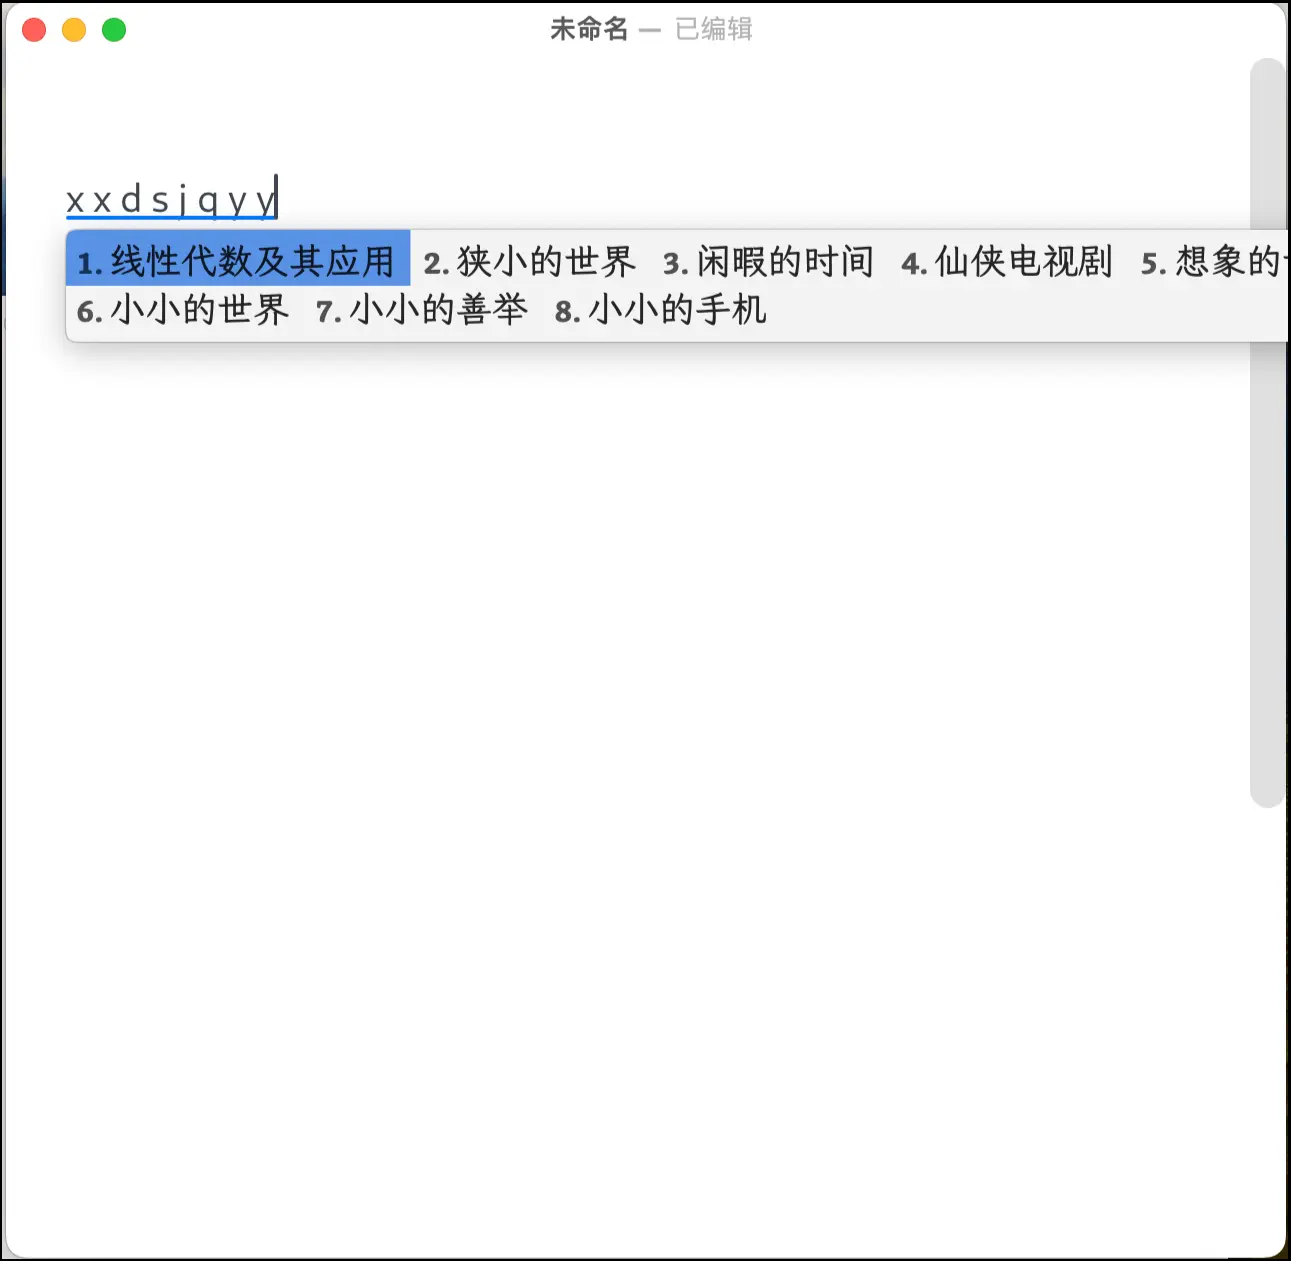 未命名 — 已编辑
x x d s j q y y
1. 线性代数及其应用 2. 狭小的世界 3. 闲暇的时间 4. 仙侠电视剧 5. 想象的
6. 小小的世界 7. 小小的善举 8. 小小的手机